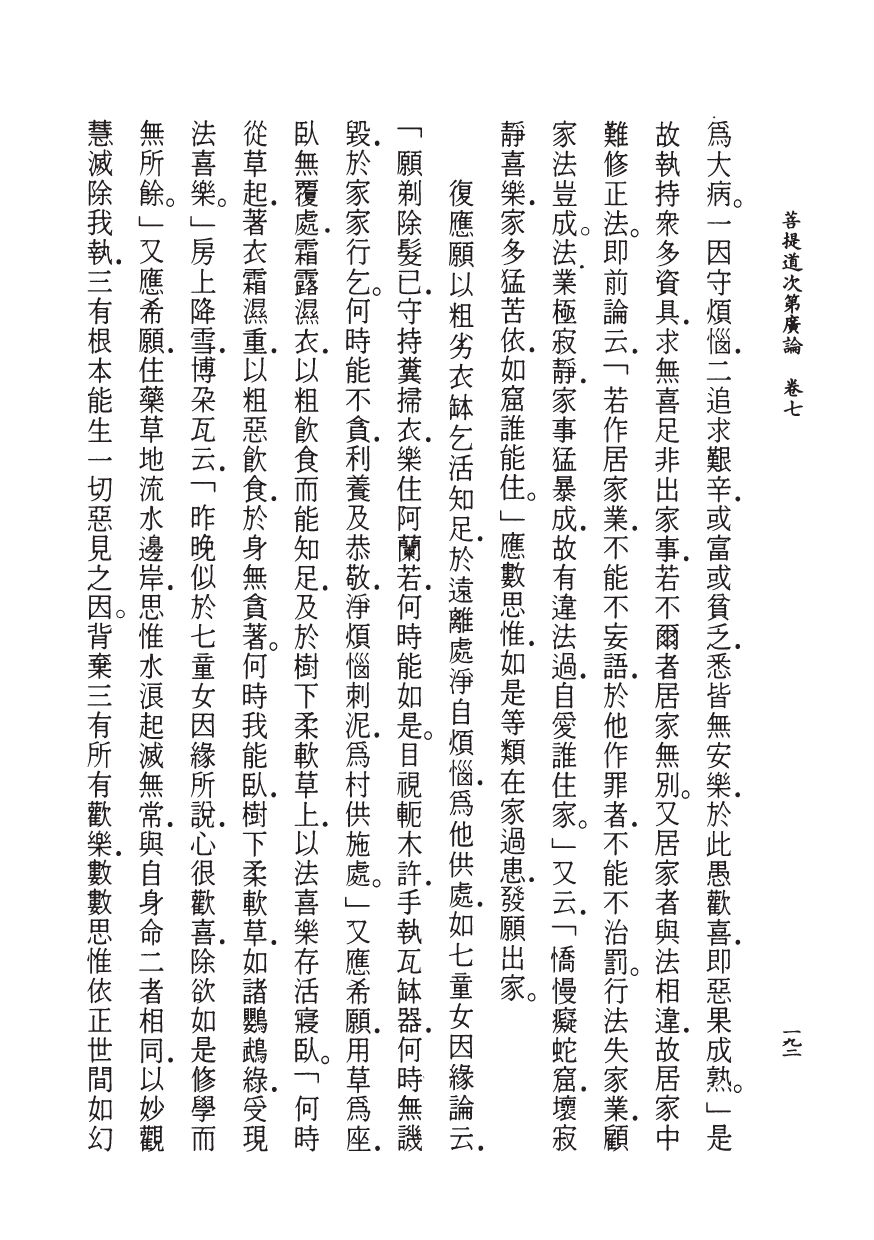 菩提道次第廣論　卷七
一九二
爲大病。一因守煩惱．二追求艱辛．或富或貧乏．悉皆無安樂．於此愚歡喜．即惡果成熟。」是
故執持衆多資具．求無喜足非出家事．若不爾者居家無別。又居家者與法相違．故居家中
難修正法。即前論云．「若作居家業．不能不妄語．於他作罪者．不能不治罰。行法失家業．顧
家法豈成。法業極寂靜．家事猛暴成．故有違法過．自愛誰住家。」又云．「憍慢癡蛇窟．壞寂
靜喜樂．家多猛苦依．如窟誰能住。」應數思惟．如是等類在家過患．發願出家。
復應願以粗劣衣缽乞活知足．於遠離處淨自煩惱．爲他供處．如七童女因緣論云．
「願剃除髮已．守持糞掃衣．樂住阿蘭若．何時能如是。目視軛木許．手執瓦缽器．何時無譏
毀．於家家行乞。何時能不貪．利養及恭敬．淨煩惱刺泥．爲村供施處。」又應希願．用草爲座．
臥無覆處．霜露濕衣．以粗飲食而能知足．及於樹下柔軟草上．以法喜樂存活寢臥。「何時
從草起．著衣霜濕重．以粗惡飲食．於身無貪著。何時我能臥．樹下柔軟草．如諸鸚鵡綠．受現
法喜樂。」房上降雪．博朶瓦云．「昨晚似於七童女因緣所說．心很歡喜．除欲如是修學而
無所餘。」又應希願．住藥草地流水邊岸．思惟水浪起滅無常．與自身命二者相同．以妙觀
慧滅除我執．三有根本能生一切惡見之因。背棄三有所有歡樂．數數思惟依正世間如幻